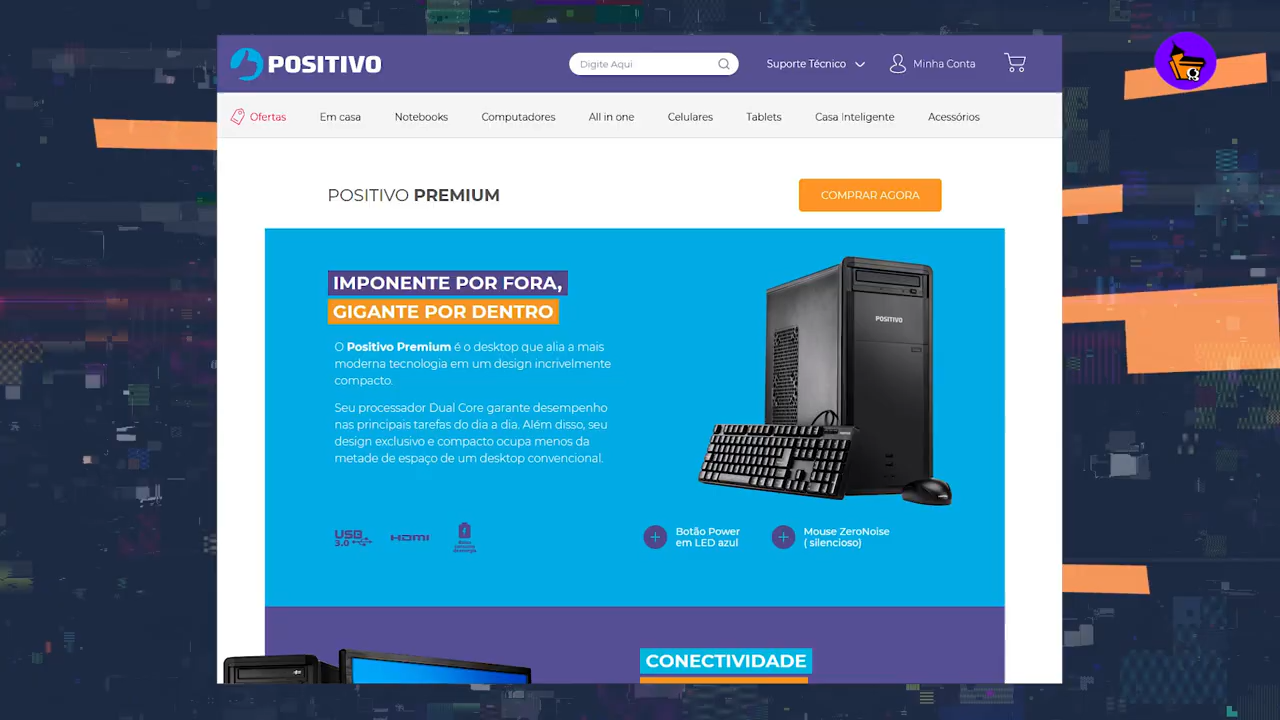 POSITIVO
Digite Aqui
Suporte Técnico
Minha Conta
Ofertas
Em casa
Notebooks
Computadores
All in one
Celulares
Tablets
Casa Inteligente
Acessórios
POSITIVO PREMIUM
COMPRAR AGORA
IMPONENTE POR FORA,
GIGANTE POR DENTRO
O Positivo Premium é o desktop que alia a mais
moderna tecnologia em um design incrivelmente
compacto.
Seu processador Dual Core garante desempenho
nas principais tarefas do dia a dia. Além disso, seu
design exclusivo e compacto ocupa menos da
metade de espaço de um desktop convencional.
POSITIVO
USB
3.0
HDMI
Botão Power
em LED azul
Mouse ZeroNoise
( silencioso)
CONECTIVIDADE